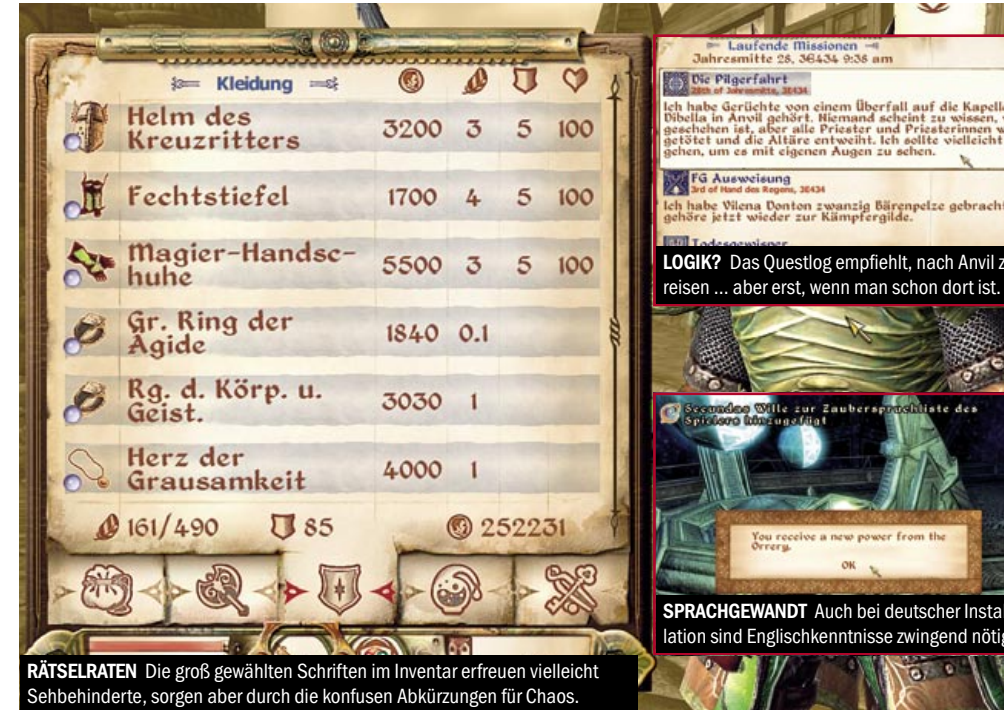 Kleidung
Helm des
Kreuzritters
3200 3 5 100
Fechtstiefel
1700 4 5 100
Magier-Handsc-
huhe
5500 3 5 100
Gr. Ring der
Ägide
1840 0.1
Rg. d. Körp. u.
Geist.
3030 1
Herz der
Grausamkeit
4000 1
161/490 85 252231
RÄTSELRATEN Die groß gewählten Schriften im Inventar erfreuen vielleicht
Sehbehinderte, sorgen aber durch die konfusen Abkürzungen für Chaos.
Laufende Missionen
Jahresmitte 28, 3E434 9:38 am
Die Pilgerfahrt
28th of Jahresmitte, 3E434
Ich habe Gerüchte von einem Überfall auf die Kapelle
Dibella in Anvil gehört. Niemand scheint zu wissen,
geschehen ist, aber alle Priester und Priesterinnen
getötet und die Altäre entweiht. Ich sollte vielleicht
gehen, um es mit eigenen Augen zu sehen.
FG Ausweisung
3rd of Hand des Regens, 3E434
Ich habe Vilena Donton zwanzig Bärenpelze gebracht
gehöre jetzt wieder zur Kämpfergilde.
LOGIK? Das Questlog empfiehlt, nach Anvil z
reisen ... aber erst, wenn man schon dort ist.
Secundas Wille zur Zauberspruchliste des
Spielers hinzugefügt
You receive a new power from the
Orrery.
OK
SPRACHGEWANDT Auch bei deutscher Insta
lation sind Englischkenntnisse zwingend nötig